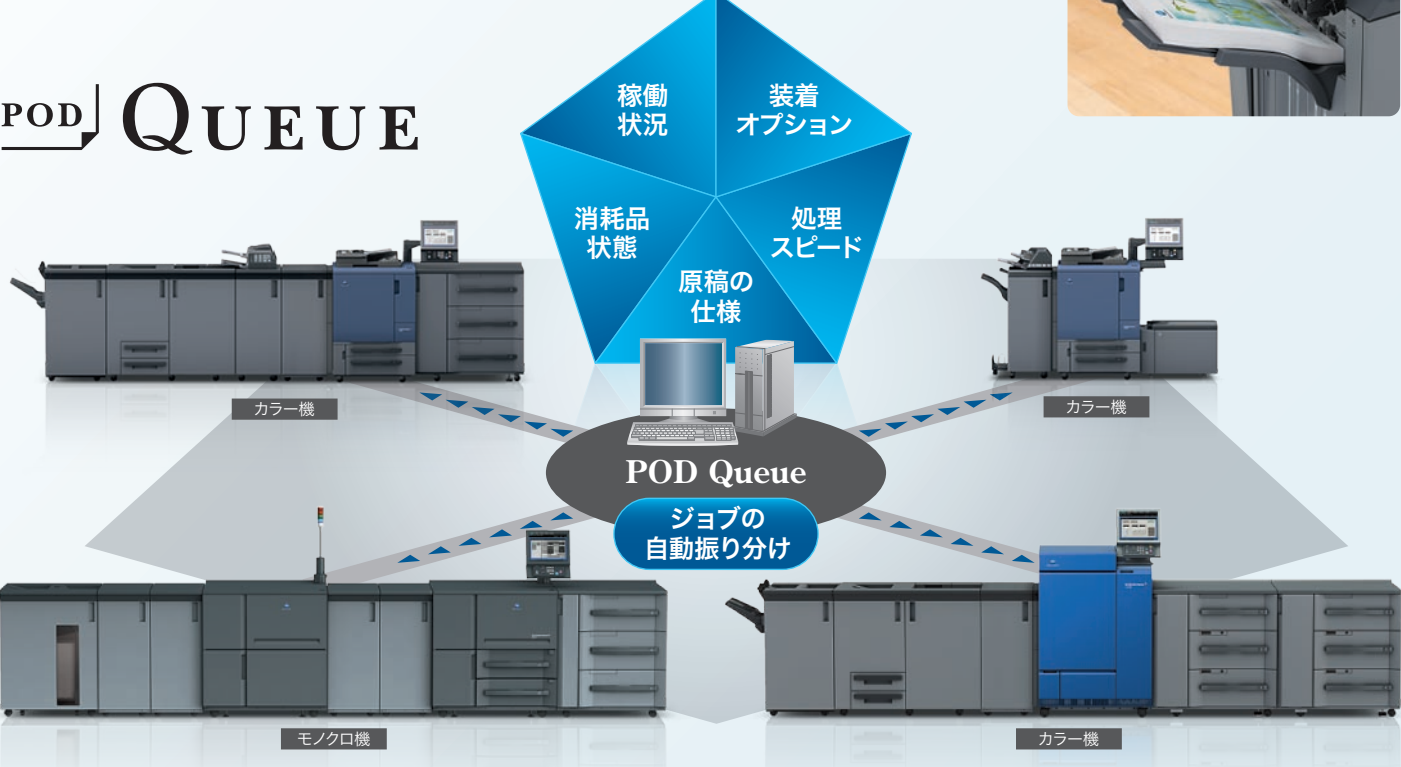 POD QUEUE
稼働
状況
装着
オプション
消耗品
状態
処理
スピード
原稿の
仕様
カラー機
カラー機
POD Queue
ジョブの
自動振り分け
モノクロ機
カラー機